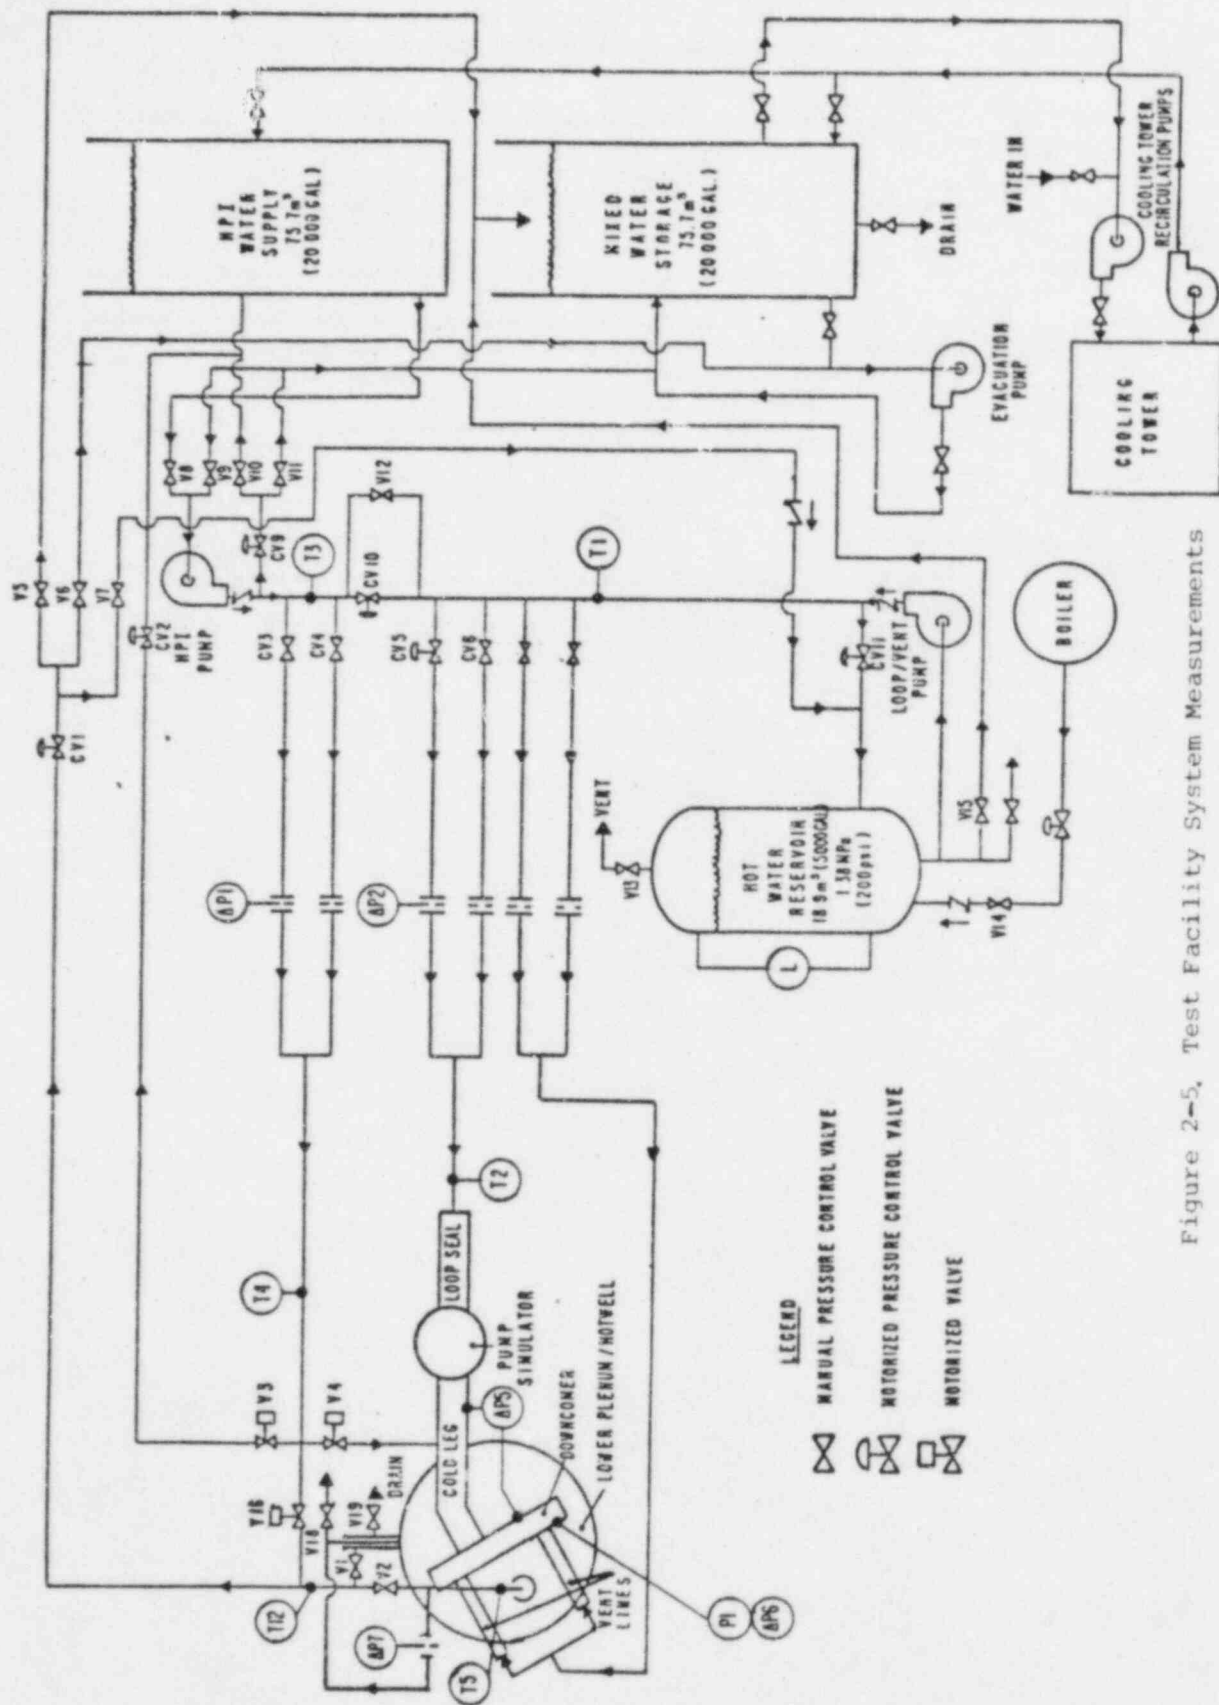 V5
V6
V7
CV1
CV2
HPI
PUMP
V8
V9
V10
V11
CV9
T3
V12
CV10
CV3
CV4
CV5
CV6
T1
HPI
WATER
SUPPLY
75.7m³
(20 000 GAL)
MIXED
WATER
STORAGE
75.7m³
(20 000 GAL)
DRAIN
WATER IN
COOLING TOWER
RECIRCULATION PUMPS
EVACUATION
PUMP
COOLING
TOWER
ΔP1
ΔP2
VENT
V13
HOT
WATER
RESERVOIR
18.9m³ (5000GAL)
1.38MPa
(200psi)
L
V14
V15
CV11
LOOP/VENT
PUMP
BOILER
T4
T2
LOOP SEAL
PUMP
SIMULATOR
V3
V4
V16
V18
V19
DRAIN
V1
V2
T12
COLD LEG
ΔP5
DOWNCOMER
LOWER PLENUM/HOTWELL
VENT
LINES
ΔP7
T5
P1
ΔP6
LEGEND
MANUAL PRESSURE CONTROL VALVE
MOTORIZED PRESSURE CONTROL VALVE
MOTORIZED VALVE
Figure 2-5. Test Facility System Measurements